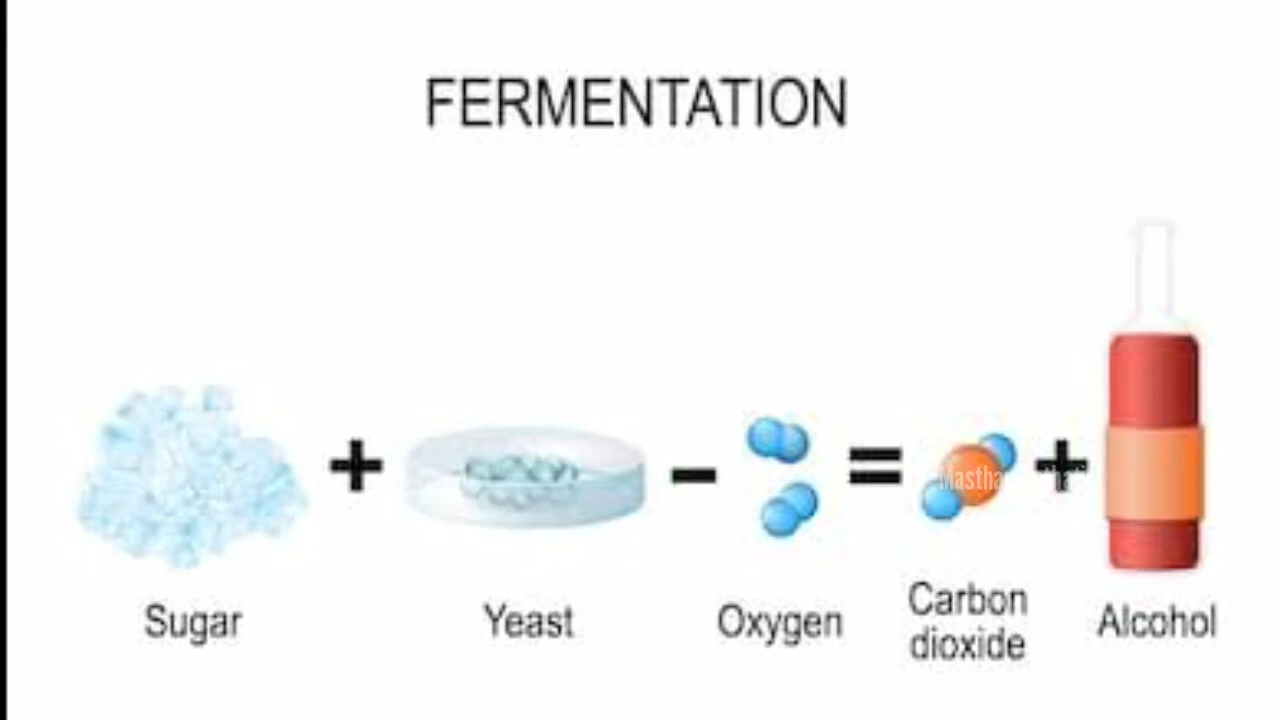 FERMENTATION
+ - = +
Sugar Yeast Oxygen Carbon dioxide Alcohol